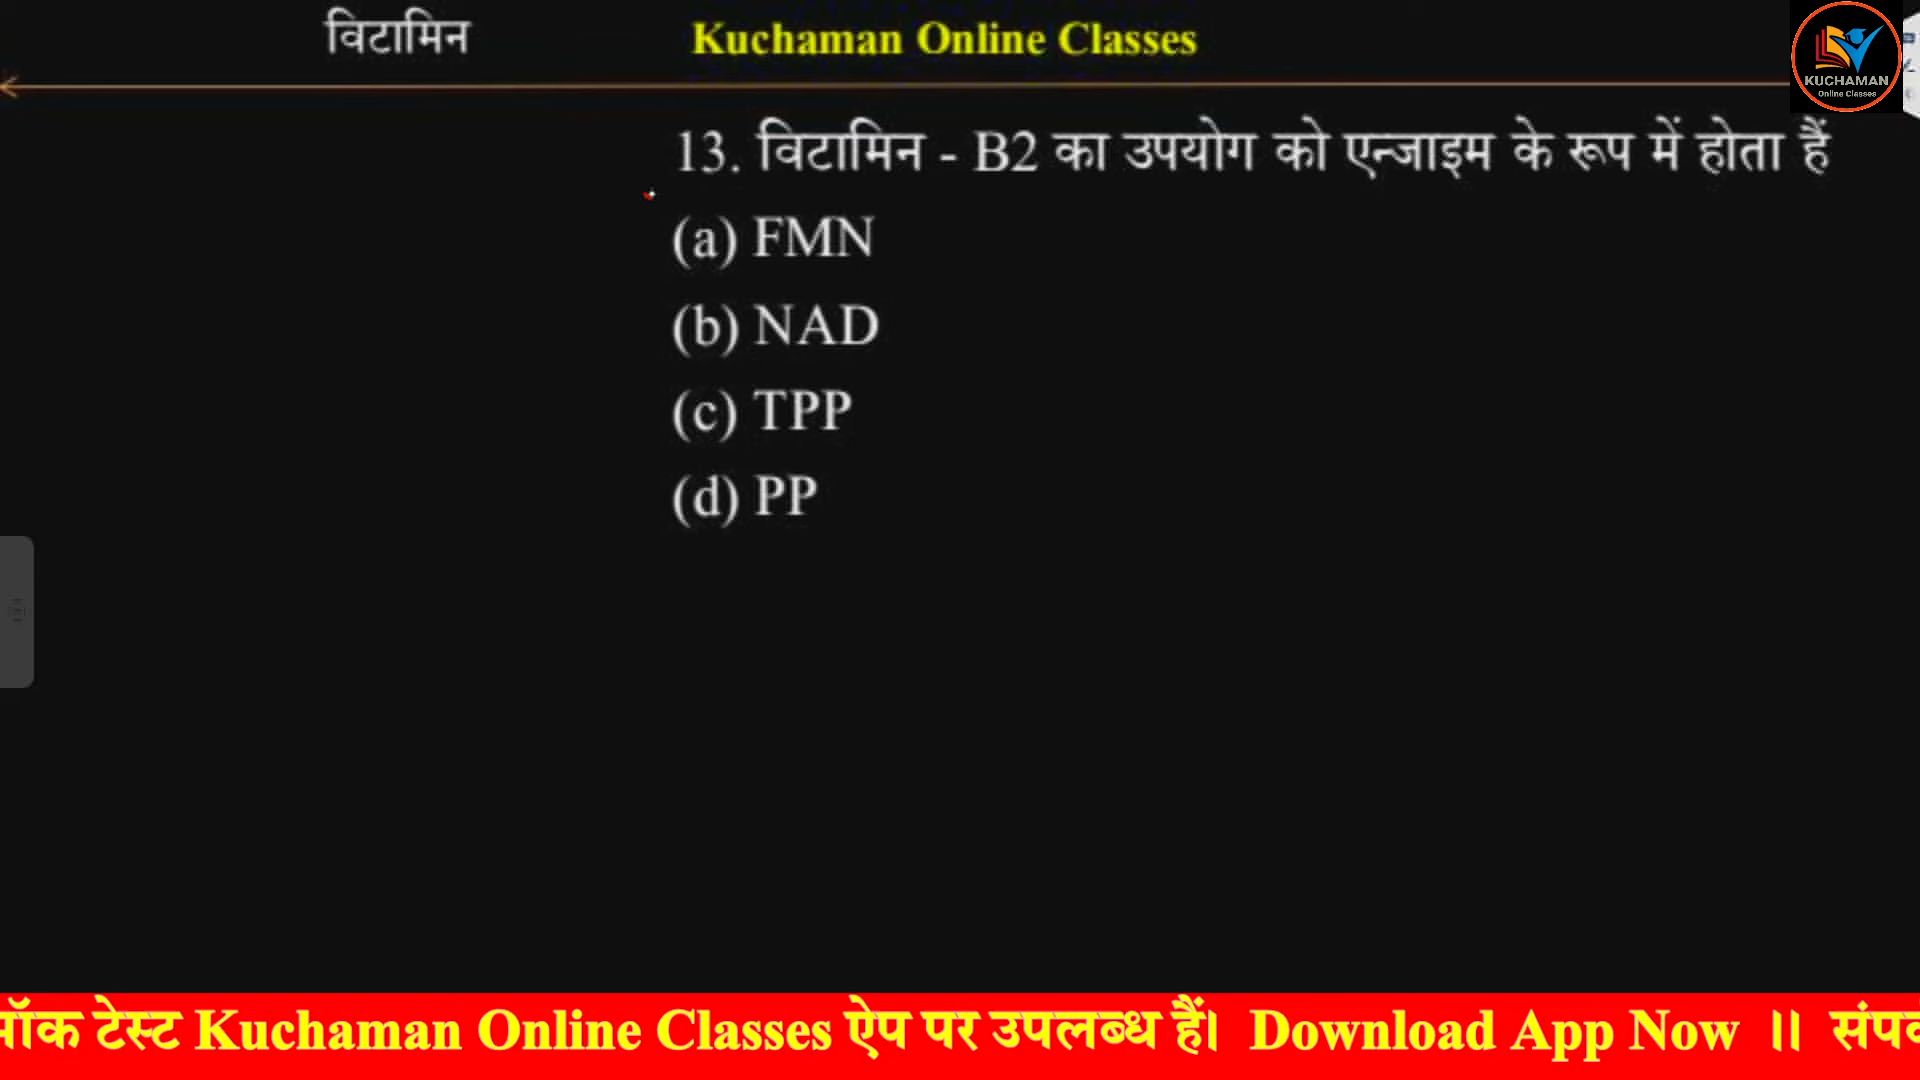 विटामिन
Kuchaman Online Classes
KUCHAMAN
Online Classes
13. विटामिन - B2 का उपयोग को एन्जाइम के रूप में होता हैं
(a) FMN
(b) NAD
(c) TPP
(d) PP
टेस्ट Kuchaman Online Classes ऐप पर उपलब्ध हैं। Download App Now ।।